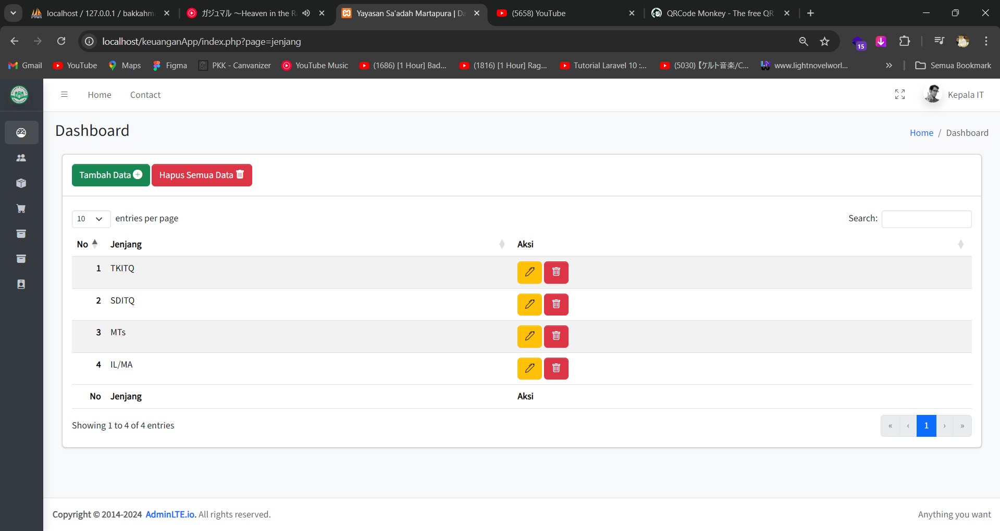 localhost / 127.0.0.1 / bakkahm
ガジュマル ～Heaven in the R
Yayasan Sa'adah Martapura | Da
(5658) YouTube
QRCode Monkey - The free QR
localhost/keuanganApp/index.php?page=jenjang
15
Gmail
YouTube
Maps
Figma
PKK - Canvanizer
YouTube Music
(1686) [1 Hour] Bad...
(1816) [1 Hour] Rag...
Tutorial Laravel 10 :...
(5030)【ケルト音楽/C...
www.lightnovelworl...
»
Semua Bookmark
Home
Contact
Kepala IT
Dashboard
Home / Dashboard
Tambah Data
Hapus Semua Data
10 entries per page
Search:
No Jenjang Aksi
1 TKITQ
2 SDITQ
3 MTs
4 IL/MA
No Jenjang Aksi
Showing 1 to 4 of 4 entries
« ‹ 1 › »
Copyright © 2014-2024 AdminLTE.io. All rights reserved.
Anything you want